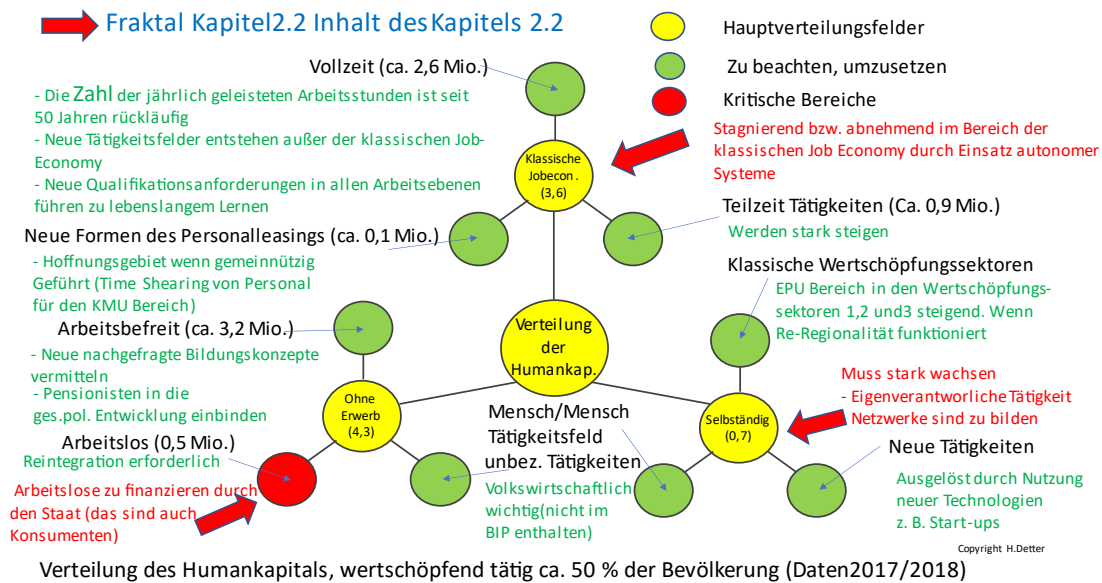 Fraktal Kapitel2.2 Inhalt des Kapitels 2.2
Hauptverteilungsfelder
Zu beachten, umzusetzen
Kritische Bereiche
Vollzeit (ca. 2,6 Mio.)
- Die Zahl der jährlich geleisteten Arbeitsstunden ist seit
50 Jahren rückläufig
- Neue Tätigkeitsfelder entstehen außer der klassischen Job-
Economy
- Neue Qualifikationsanforderungen in allen Arbeitsebenen
führen zu lebenslangem Lernen
Klassische
Jobecon.
(3,6)
Stagnierend bzw. abnehmend im Bereich der
klassischen Job Economy durch Einsatz autonomer
Systeme
Neue Formen des Personalleasings (ca. 0,1 Mio.)
- Hoffnungsgebiet wenn gemeinnützig
Geführt (Time Shearing von Personal
für den KMU Bereich)
Teilzeit Tätigkeiten (Ca. 0,9 Mio.)
Werden stark steigen
Klassische Wertschöpfungssektoren
EPU Bereich in den Wertschöpfungs-
sektoren 1,2 und3 steigend. Wenn
Re-Regionalität funktioniert
Arbeitsbefreit (ca. 3,2 Mio.)
- Neue nachgefragte Bildungskonzepte
vermitteln
- Pensionisten in die
ges.pol. Entwicklung einbinden
Verteilung
der
Humankap.
Ohne
Erwerb
(4,3)
Muss stark wachsen
- Eigenverantworliche Tätigkeit
Netzwerke sind zu bilden
Selbständig
(0,7)
Arbeitslos (0,5 Mio.)
Reintegration erforderlich
Arbeitslose zu finanzieren durch
den Staat (das sind auch
Konsumenten)
Mensch/Mensch
Tätigkeitsfeld
unbez. Tätigkeiten
Volkswirtschaftlich
wichtig(nicht im
BIP enthalten)
Neue Tätigkeiten
Ausgelöst durch Nutzung
neuer Technologien
z. B. Start-ups
Copyright H.Detter
Verteilung des Humankapitals, wertschöpfend tätig ca. 50 % der Bevölkerung (Daten2017/2018)